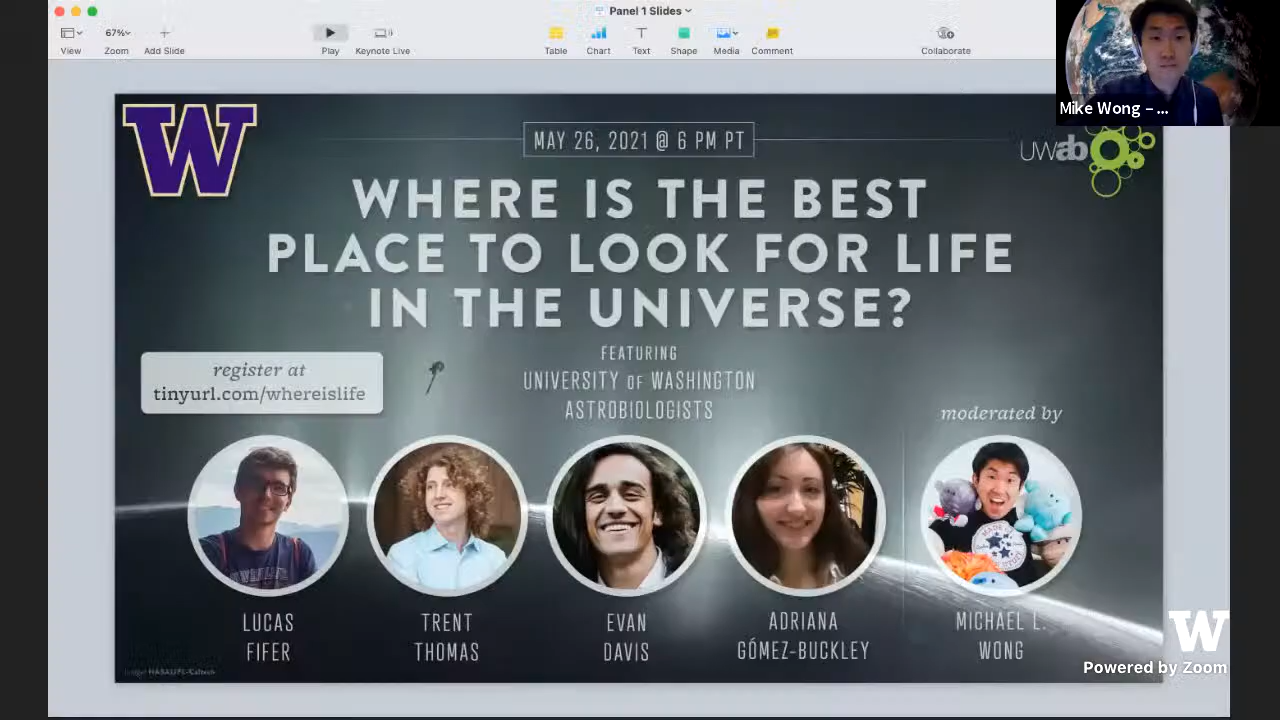 Panel 1 Slides
67%
View
Zoom
Add Slide
Play
Keynote Live
Table
Chart
Text
Shape
Media
Comment
Collaborate
Mike Wong – ...
W
MAY 26, 2021 @ 6 PM PT
UWab
WHERE IS THE BEST
PLACE TO LOOK FOR LIFE
IN THE UNIVERSE?
FEATURING
UNIVERSITY OF WASHINGTON
ASTROBIOLOGISTS
register at
tinyurl.com/whereislife
moderated by
LUCAS
FIFER
TRENT
THOMAS
EVAN
DAVIS
ADRIANA
GÓMEZ-BUCKLEY
MICHAEL L.
WONG
W
Powered by Zoom